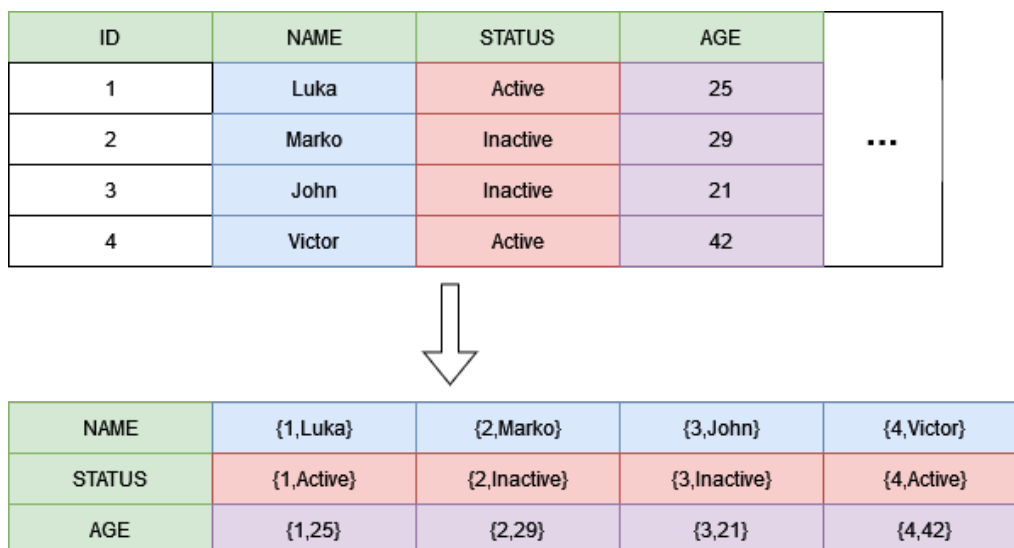 ID NAME STATUS AGE
1 Luka Active 25
2 Marko Inactive 29 ...
3 John Inactive 21
4 Victor Active 42
NAME {1,Luka} {2,Marko} {3,John} {4,Victor}
STATUS {1,Active} {2,Inactive} {3,Inactive} {4,Active}
AGE {1,25} {2,29} {3,21} {4,42}